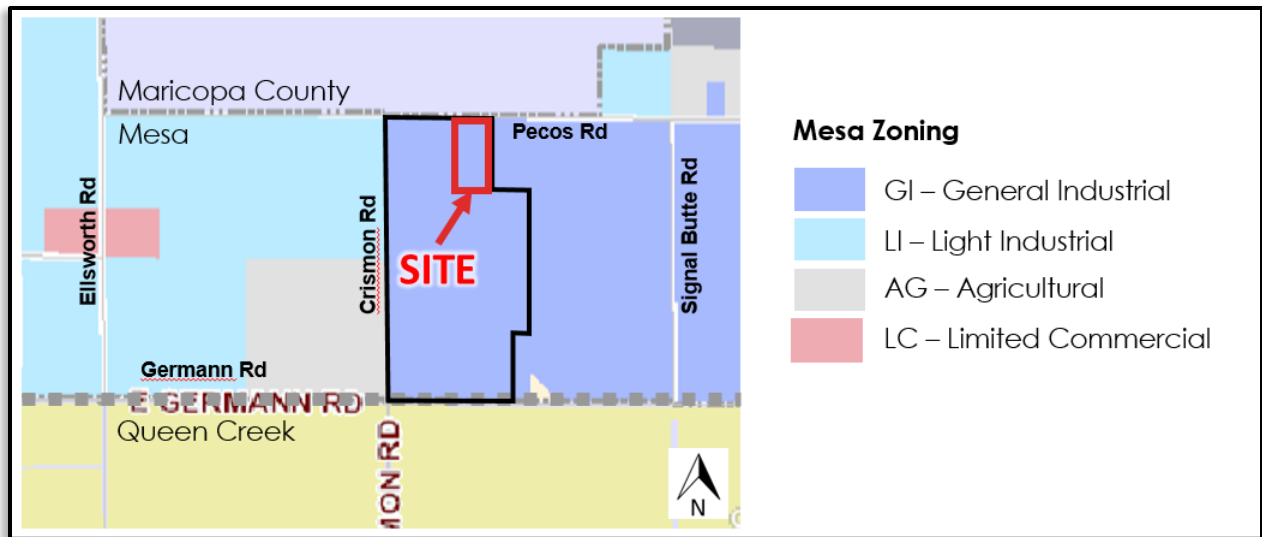 Maricopa County
Mesa
Pecos Rd
Ellsworth Rd
Crismon Rd
Signal Butte Rd
SITE
Germann Rd
E GERMANN RD
Queen Creek
MON RD
N
Mesa Zoning
GI – General Industrial
LI – Light Industrial
AG – Agricultural
LC – Limited Commercial